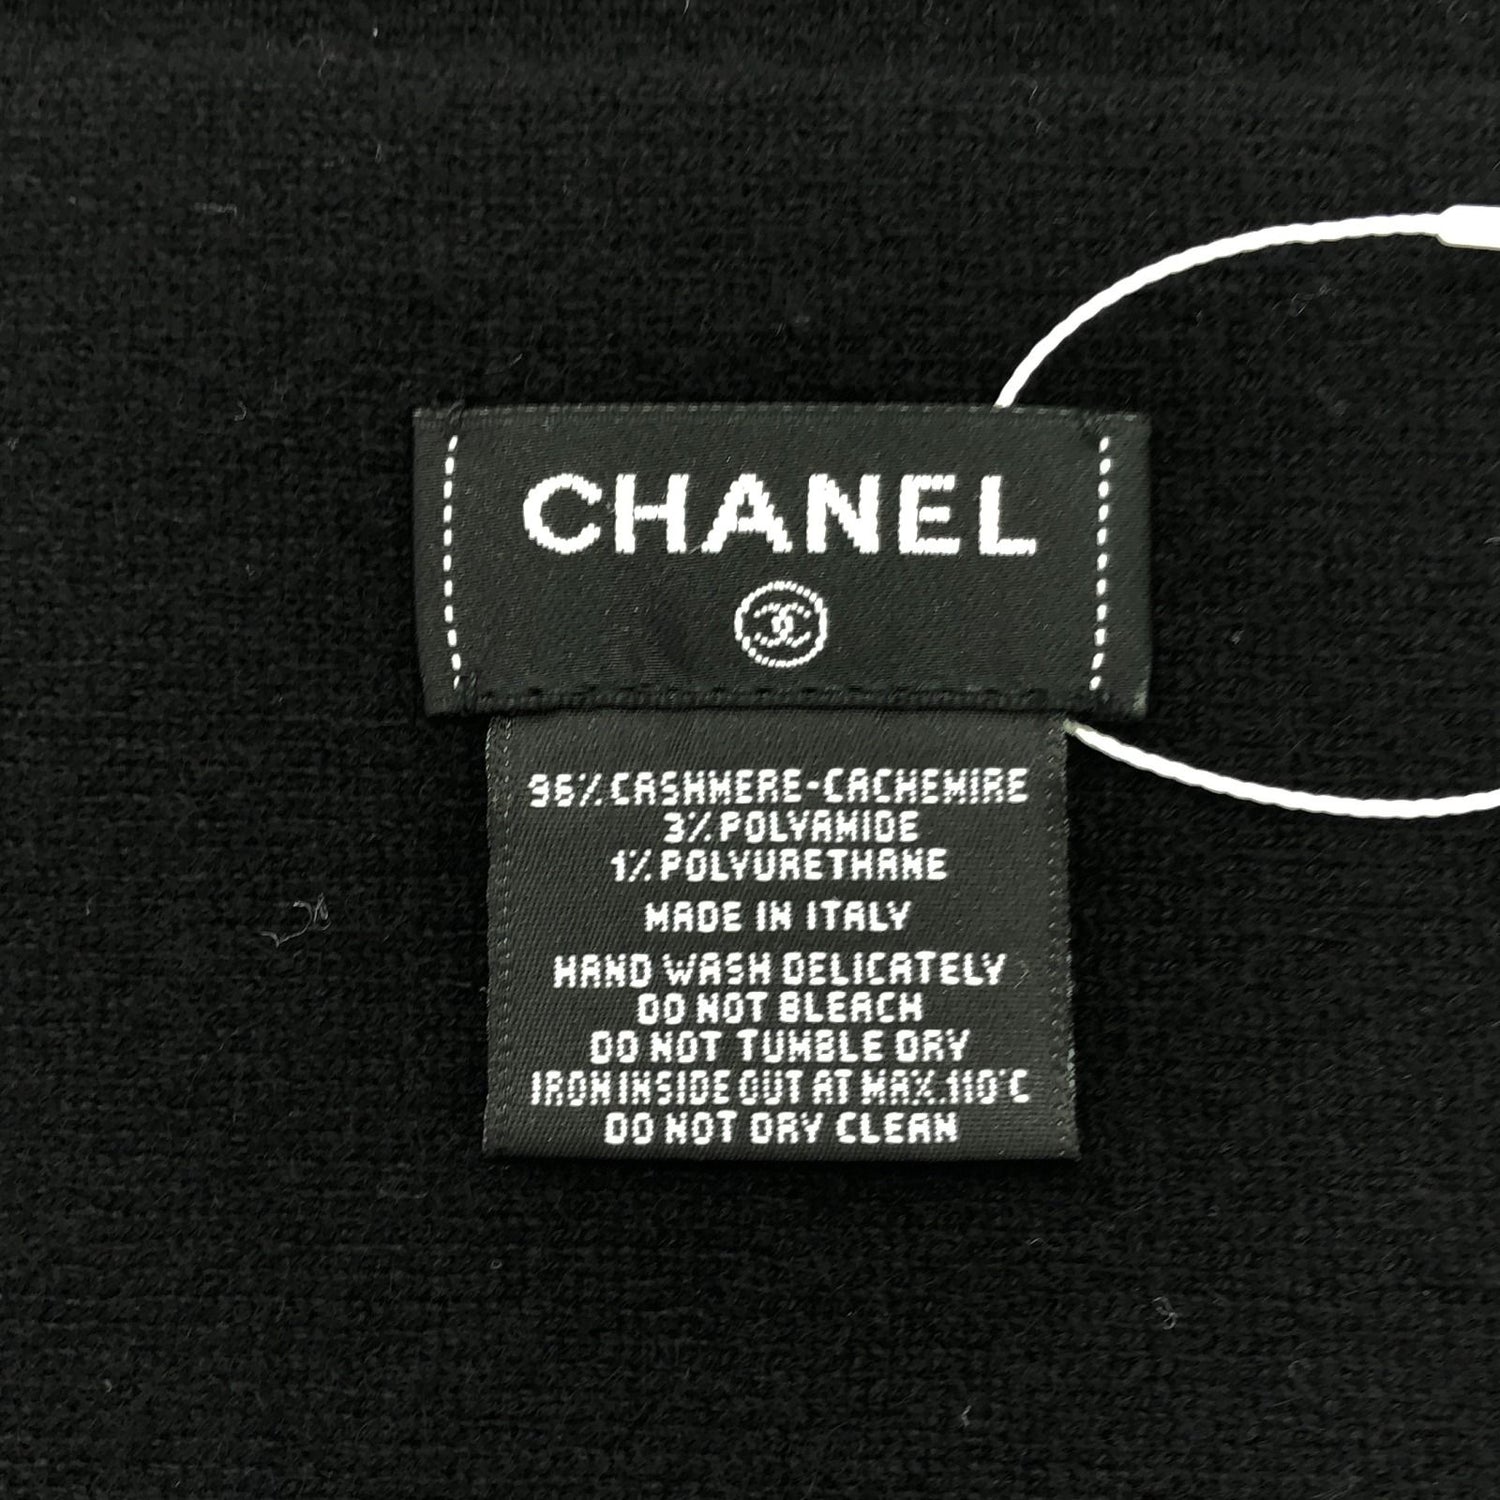 CHANEL
96% CASHMERE-CACHEMIRE
3% POLYAMIDE
1% POLYURETHANE
MADE IN ITALY
HAND WASH DELICATELY
DO NOT BLEACH
DO NOT TUMBLE DRY
IRON INSIDE OUT AT MAX.110°C
DO NOT DRY CLEAN